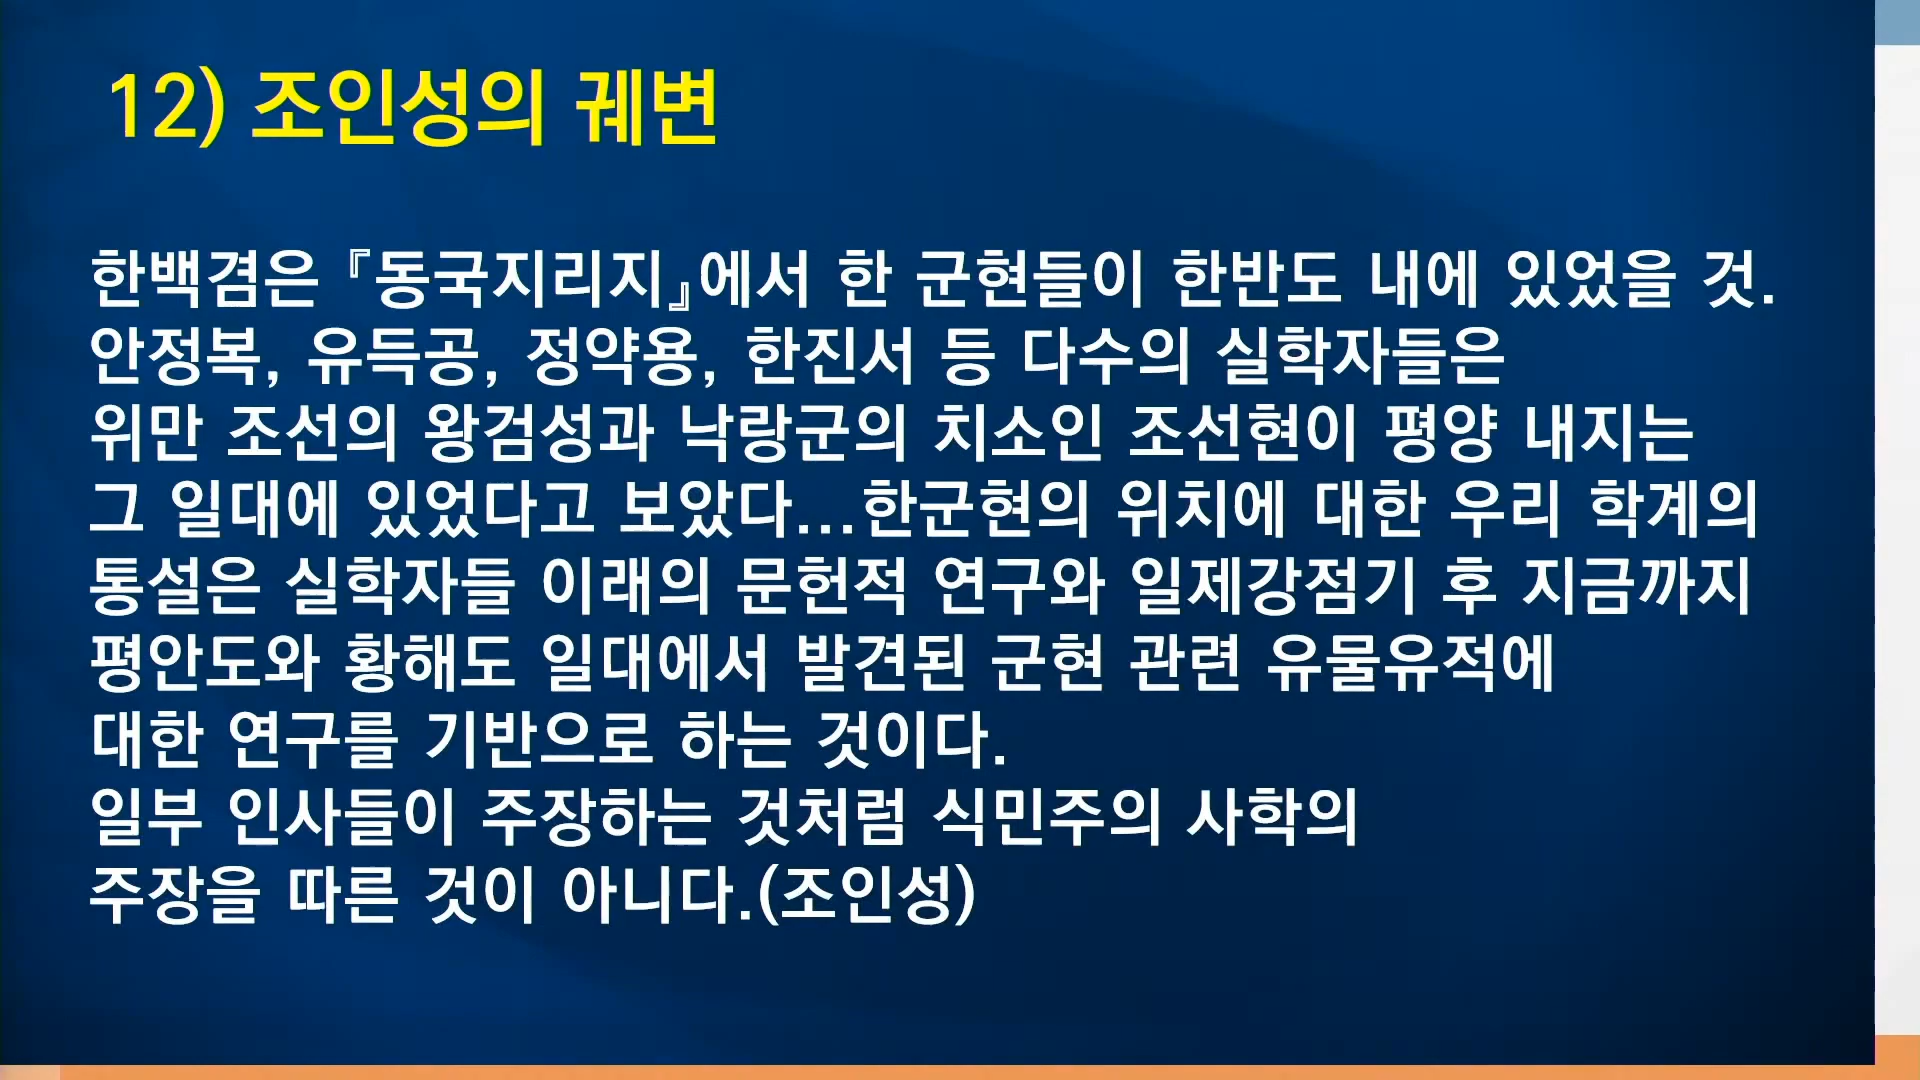 12) 조인성의 궤변
한백겸은 『동국지리지』에서 한 군현들이 한반도 내에 있었을 것.
안정복, 유득공, 정약용, 한진서 등 다수의 실학자들은
위만 조선의 왕검성과 낙랑군의 치소인 조선현이 평양 내지는
그 일대에 있었다고 보았다...한군현의 위치에 대한 우리 학계의
통설은 실학자들 이래의 문헌적 연구와 일제강점기 후 지금까지
평안도와 황해도 일대에서 발견된 군현 관련 유물유적에
대한 연구를 기반으로 하는 것이다.
일부 인사들이 주장하는 것처럼 식민주의 사학의
주장을 따른 것이 아니다.(조인성)